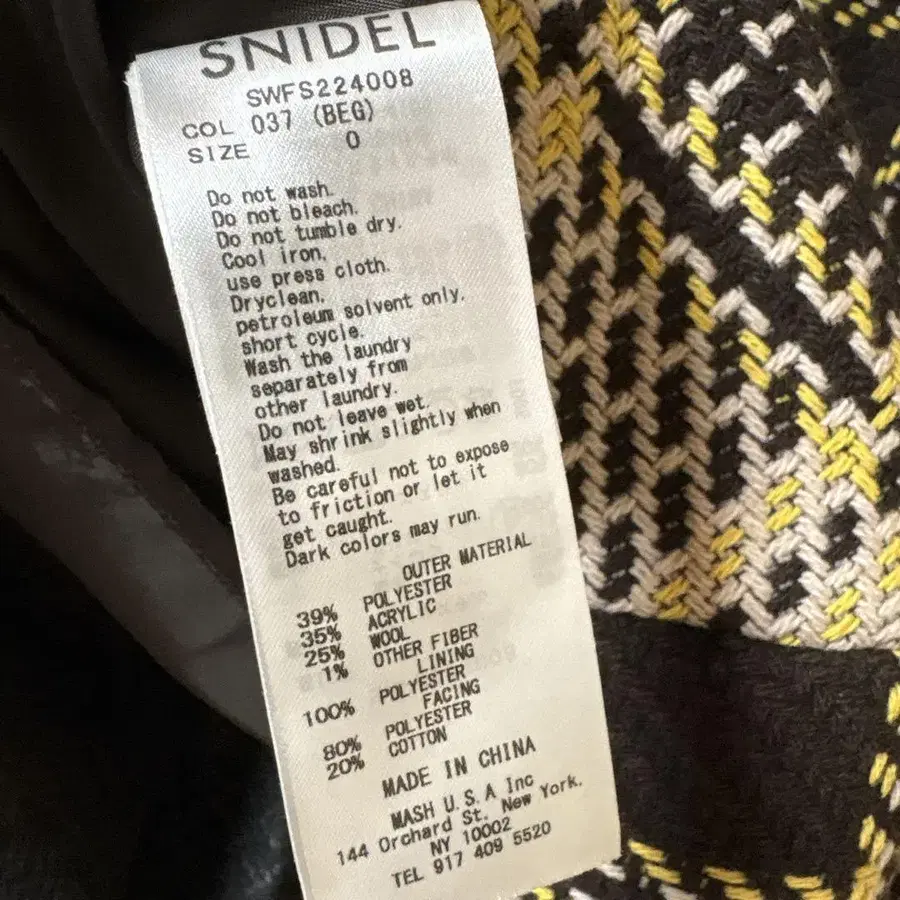 SNIDEL
SWFS224008
COL 037 (BEG)
SIZE 0
Do not wash.
Do not bleach.
Do not tumble dry.
Cool iron.
use press cloth.
Dryclean.
petroleum solvent only.
short cycle.
Wash the laundry
separately from
other laundry.
Do not leave wet.
May shrink slightly when
washed.
Be careful not to expose
to friction or let it
get caught.
Dark colors may run.
OUTER MATERIAL
39% POLYESTER
35% ACRYLIC
25% WOOL
1% OTHER FIBER
LINING
100% POLYESTER
FACING
80% POLYESTER
20% COTTON
MADE IN CHINA
MASH U.S.A Inc
144 Orchard St. New York.
NY 10002
TEL 917 409 5520